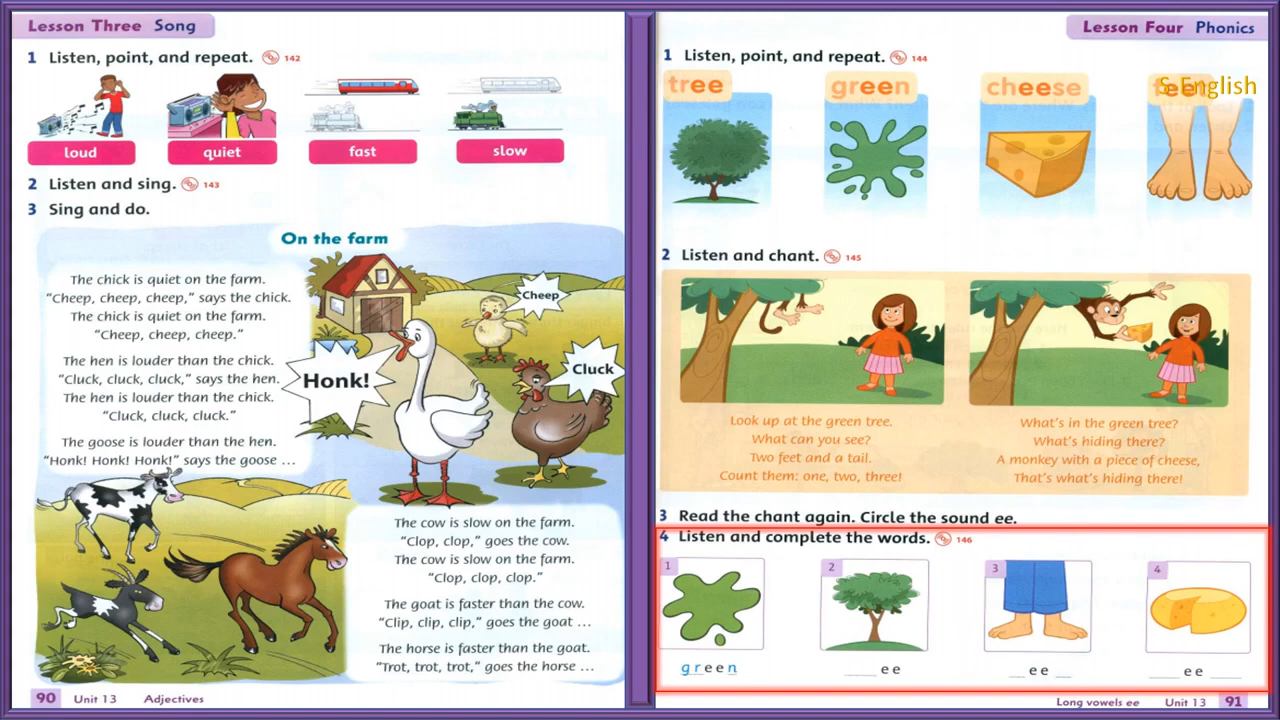 Lesson Three Song
1 Listen, point, and repeat. 142
loud quiet fast slow
2 Listen and sing. 143
3 Sing and do.
On the farm
The chick is quiet on the farm.
“Cheep, cheep, cheep,” says the chick.
The chick is quiet on the farm.
“Cheep, cheep, cheep.”
The hen is louder than the chick.
“Cluck, cluck, cluck,” says the hen.
The hen is louder than the chick.
“Cluck, cluck, cluck.”
The goose is louder than the hen.
“Honk! Honk! Honk!” says the goose ...
Cheep
Honk!
Cluck
The cow is slow on the farm.
“Clop, clop,” goes the cow.
The cow is slow on the farm.
“Clop, clop, clop.”
The goat is faster than the cow.
“Clip, clip, clip,” goes the goat ...
The horse is faster than the goat.
“Trot, trot, trot,” goes the horse ...
90 Unit 13 Adjectives
Lesson Four Phonics
1 Listen, point, and repeat. 144
tree green cheese
S.English
2 Listen and chant. 145
Look up at the green tree.
What can you see?
Two feet and a tail.
Count them: one, two, three!
What's in the green tree?
What's hiding there?
A monkey with a piece of cheese,
That's what's hiding there!
3 Read the chant again. Circle the sound ee.
4 Listen and complete the words. 146
1 2 3 4
green ___ ee __ ee __ ___ ee ___
Long vowels ee Unit 13 91